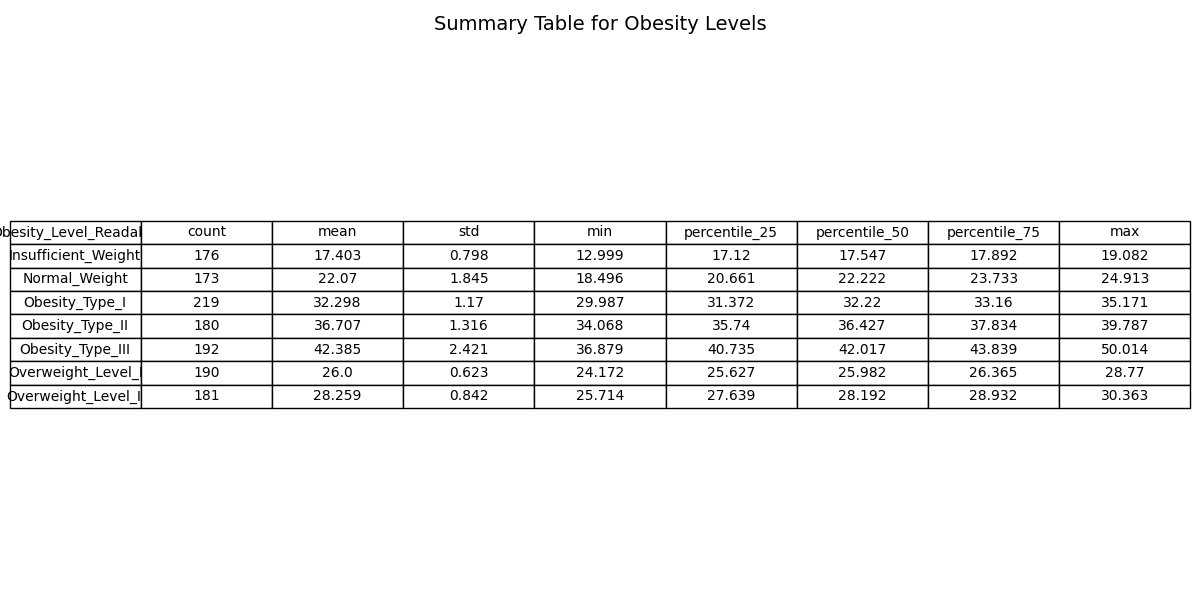 Summary Table for Obesity Levels
Obesity_Level_Readal count mean std min percentile_25 percentile_50 percentile_75 max
Insufficient_Weight 176 17.403 0.798 12.999 17.12 17.547 17.892 19.082
Normal_Weight 173 22.07 1.845 18.496 20.661 22.222 23.733 24.913
Obesity_Type_I 219 32.298 1.17 29.987 31.372 32.22 33.16 35.171
Obesity_Type_II 180 36.707 1.316 34.068 35.74 36.427 37.834 39.787
Obesity_Type_III 192 42.385 2.421 36.879 40.735 42.017 43.839 50.014
Overweight_Level_I 190 26.0 0.623 24.172 25.627 25.982 26.365 28.77
Overweight_Level_I 181 28.259 0.842 25.714 27.639 28.192 28.932 30.363